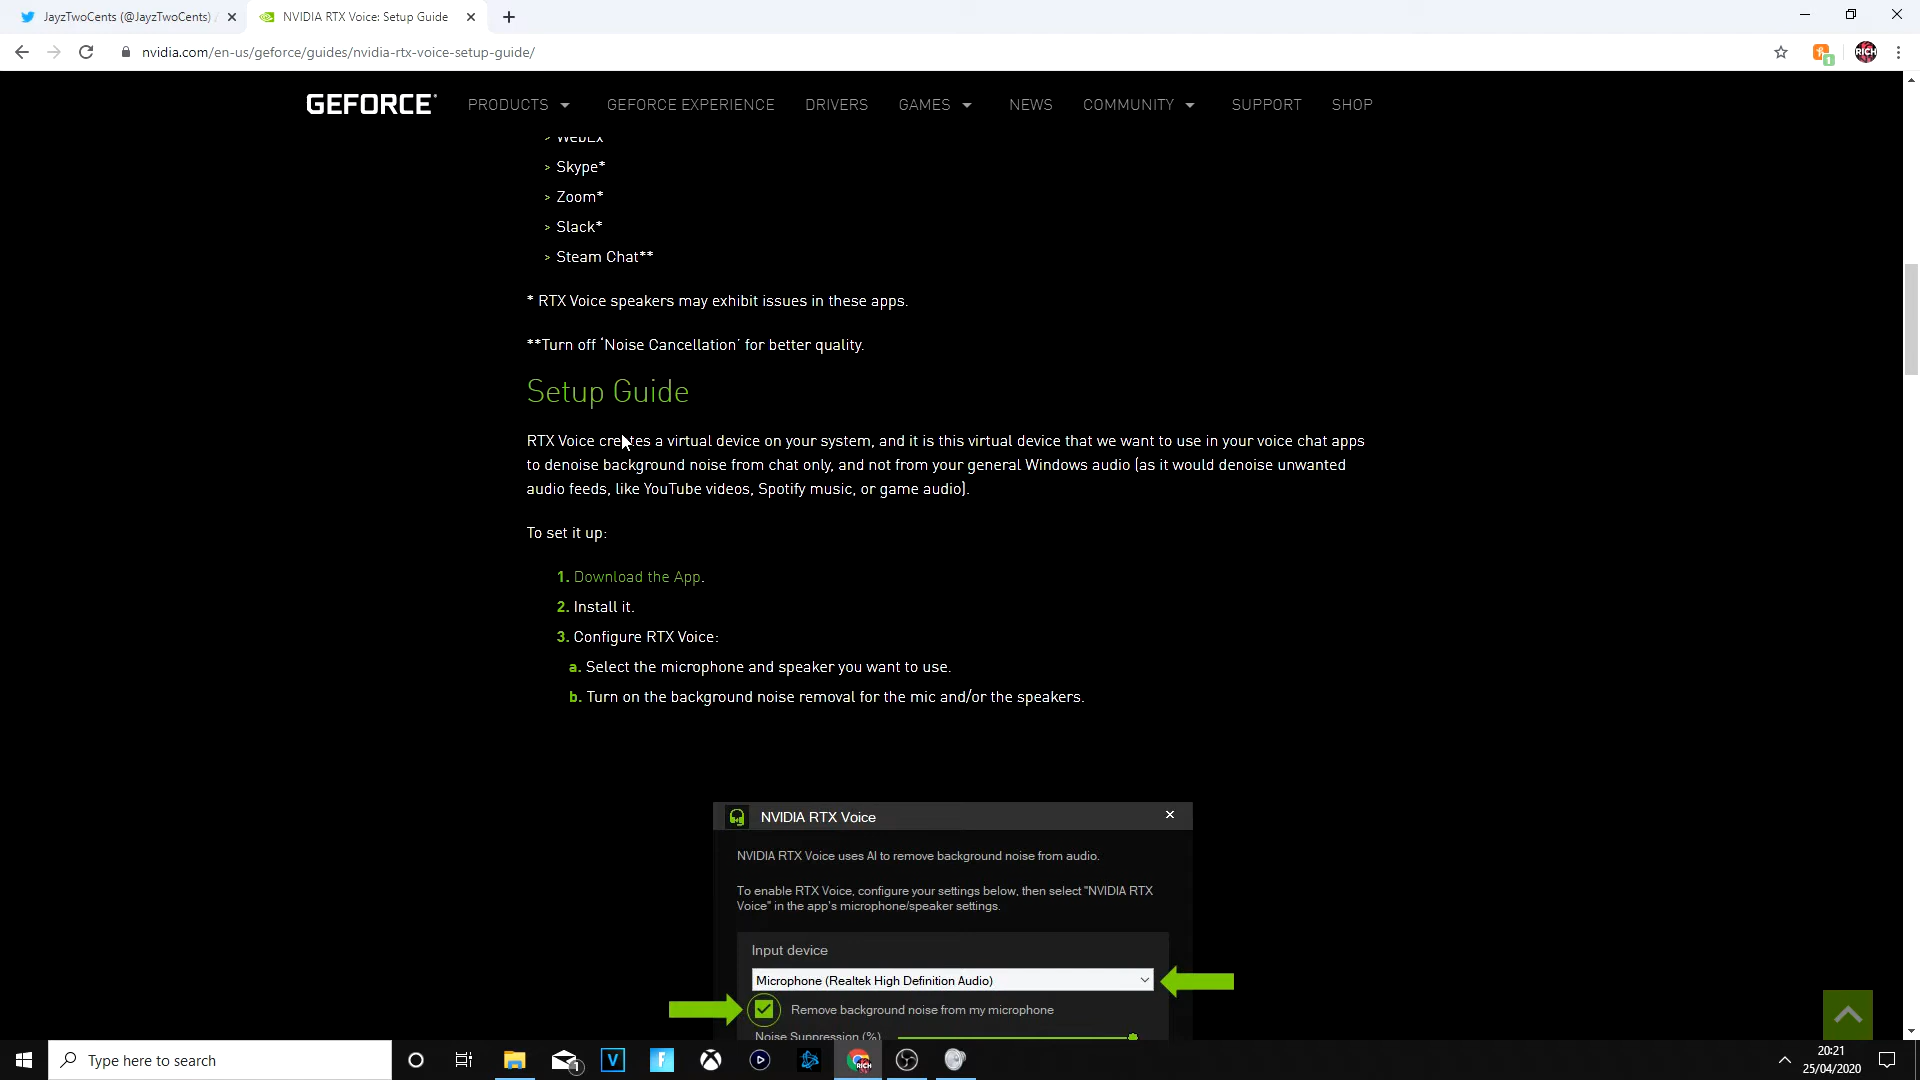 JayzTwoCents (@JayzTwoCents) /
NVIDIA RTX Voice: Setup Guide
nvidia.com/en-us/geforce/guides/nvidia-rtx-voice-setup-guide/
1
RICH
GEFORCE
PRODUCTS
GEFORCE EXPERIENCE
DRIVERS
GAMES
NEWS
COMMUNITY
SUPPORT
SHOP
> WebEx
> Skype*
> Zoom*
> Slack*
> Steam Chat**
* RTX Voice speakers may exhibit issues in these apps.
**Turn off ‘Noise Cancellation’ for better quality.
Setup Guide
RTX Voice creates a virtual device on your system, and it is this virtual device that we want to use in your voice chat apps
to denoise background noise from chat only, and not from your general Windows audio (as it would denoise unwanted
audio feeds, like YouTube videos, Spotify music, or game audio).
To set it up:
1. Download the App.
2. Install it.
3. Configure RTX Voice:
a. Select the microphone and speaker you want to use.
b. Turn on the background noise removal for the mic and/or the speakers.
NVIDIA RTX Voice
NVIDIA RTX Voice uses AI to remove background noise from audio.
To enable RTX Voice, configure your settings below, then select "NVIDIA RTX
Voice" in the app's microphone/speaker settings.
Input device
Microphone (Realtek High Definition Audio)
Remove background noise from my microphone
Noise Suppression (%)
Type here to search
1
V
f
RICH
20:21
25/04/2020